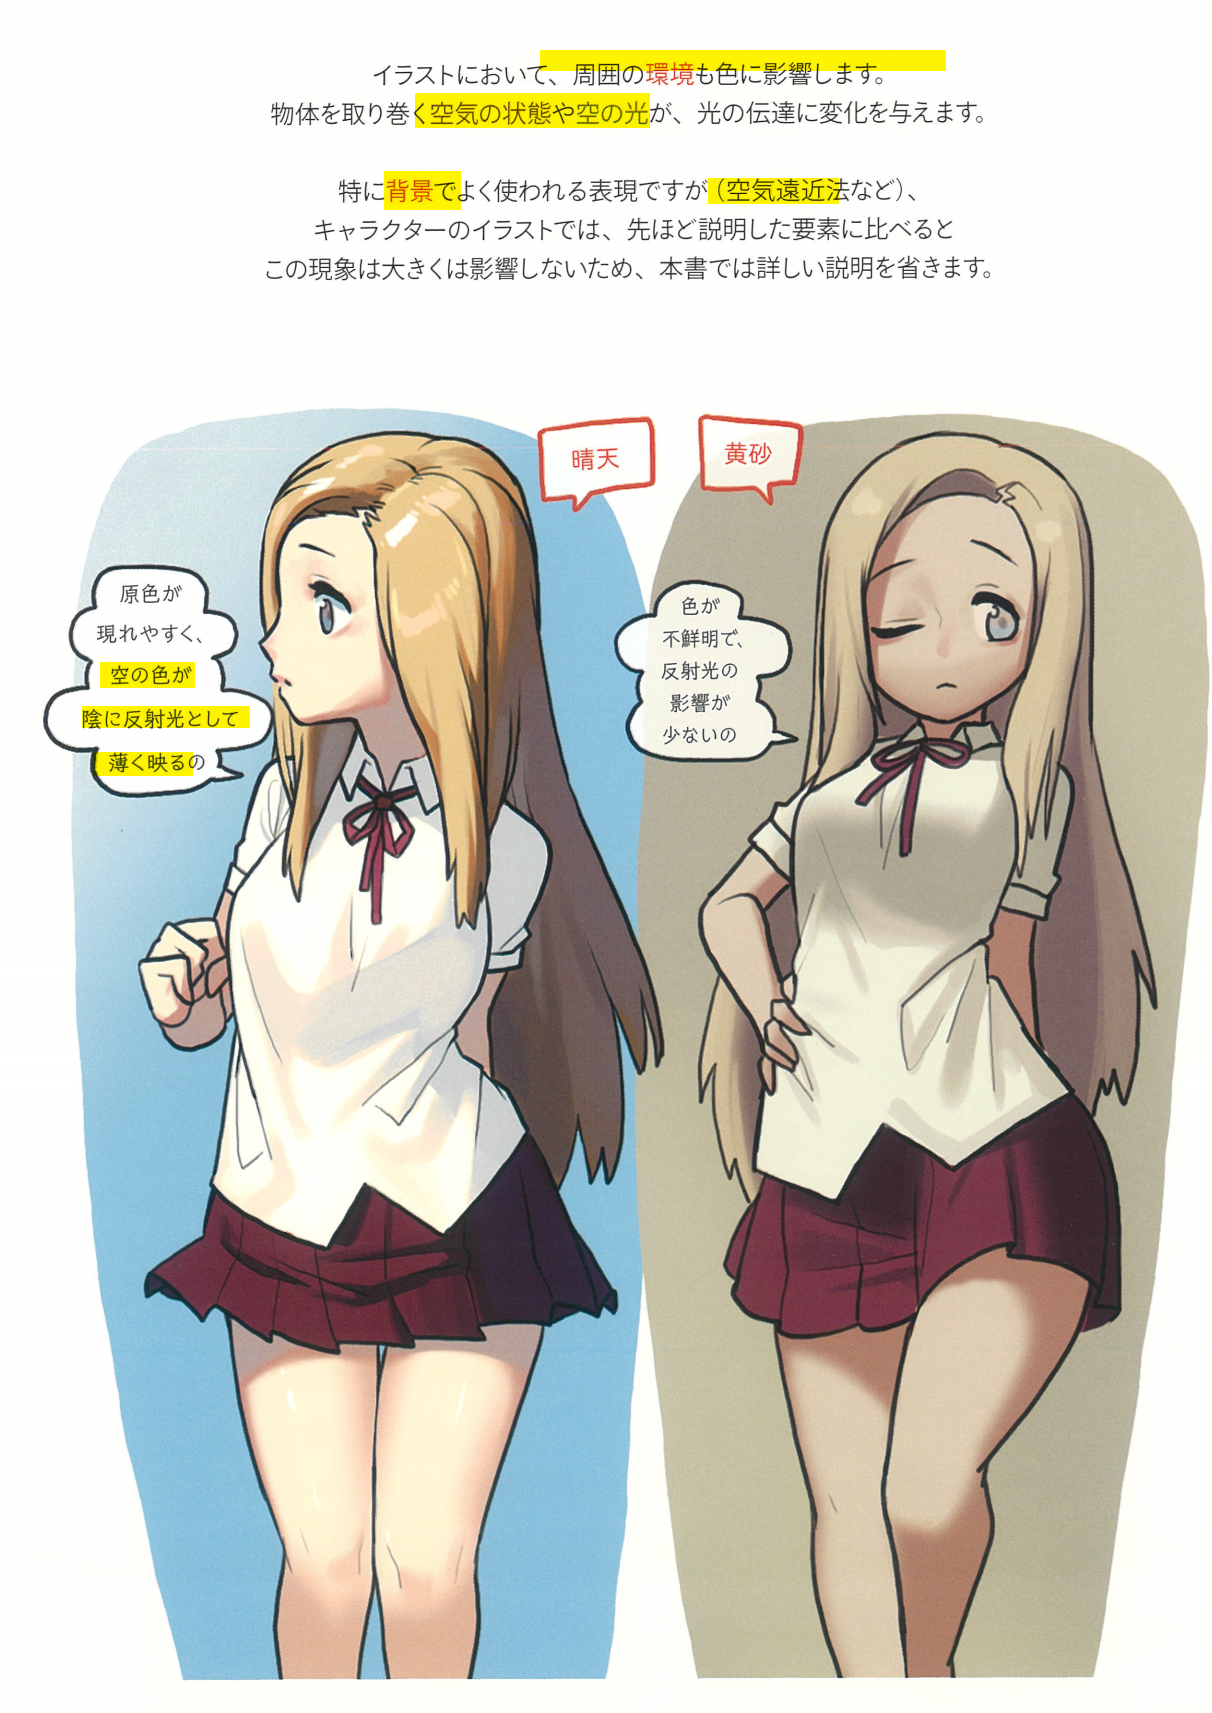 イラストにおいて、周囲の環境も色に影響します。
物体を取り巻く空気の状態や空の光が、光の伝達に変化を与えます。
特に背景でよく使われる表現ですが（空気遠近法など）、
キャラクターのイラストでは、先ほど説明した要素に比べると
この現象は大きくは影響しないため、本書では詳しい説明を省きます。
晴天
原色が
現れやすく、
空の色が
陰に反射光として
薄く映るの
黄砂
色が
不鮮明で、
反射光の
影響が
少ないの